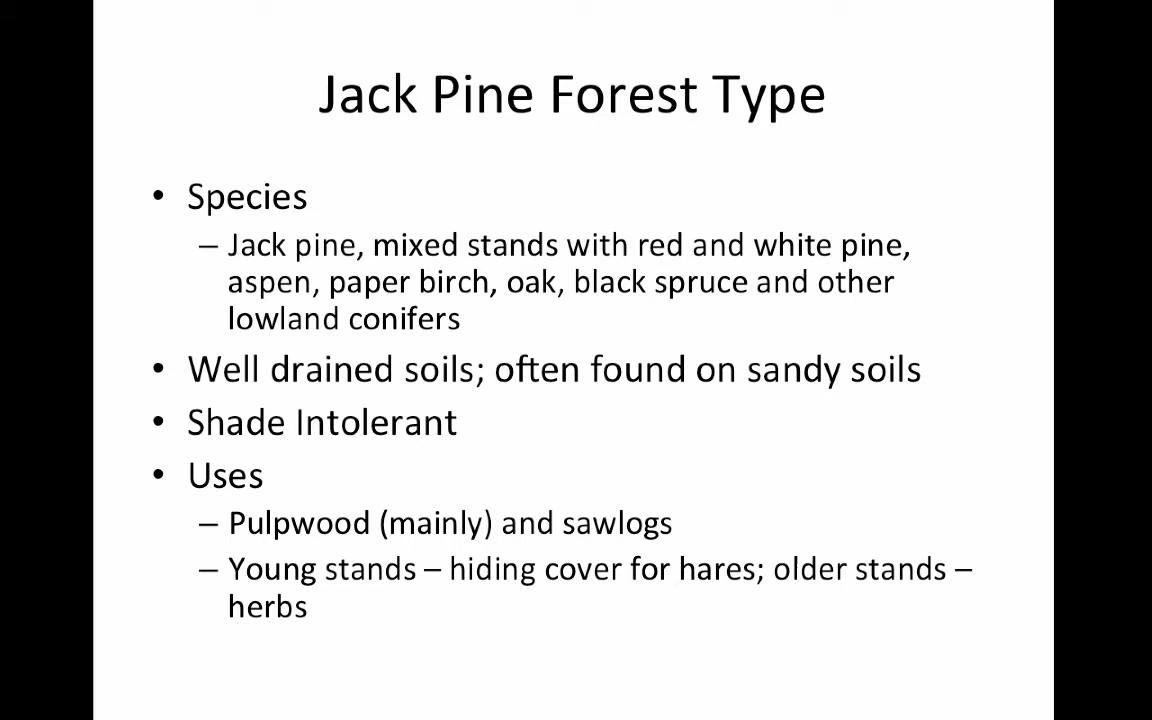 Jack Pine Forest Type
• Species
– Jack pine, mixed stands with red and white pine,
aspen, paper birch, oak, black spruce and other
lowland conifers
• Well drained soils; often found on sandy soils
• Shade Intolerant
• Uses
– Pulpwood (mainly) and sawlogs
– Young stands – hiding cover for hares; older stands –
herbs